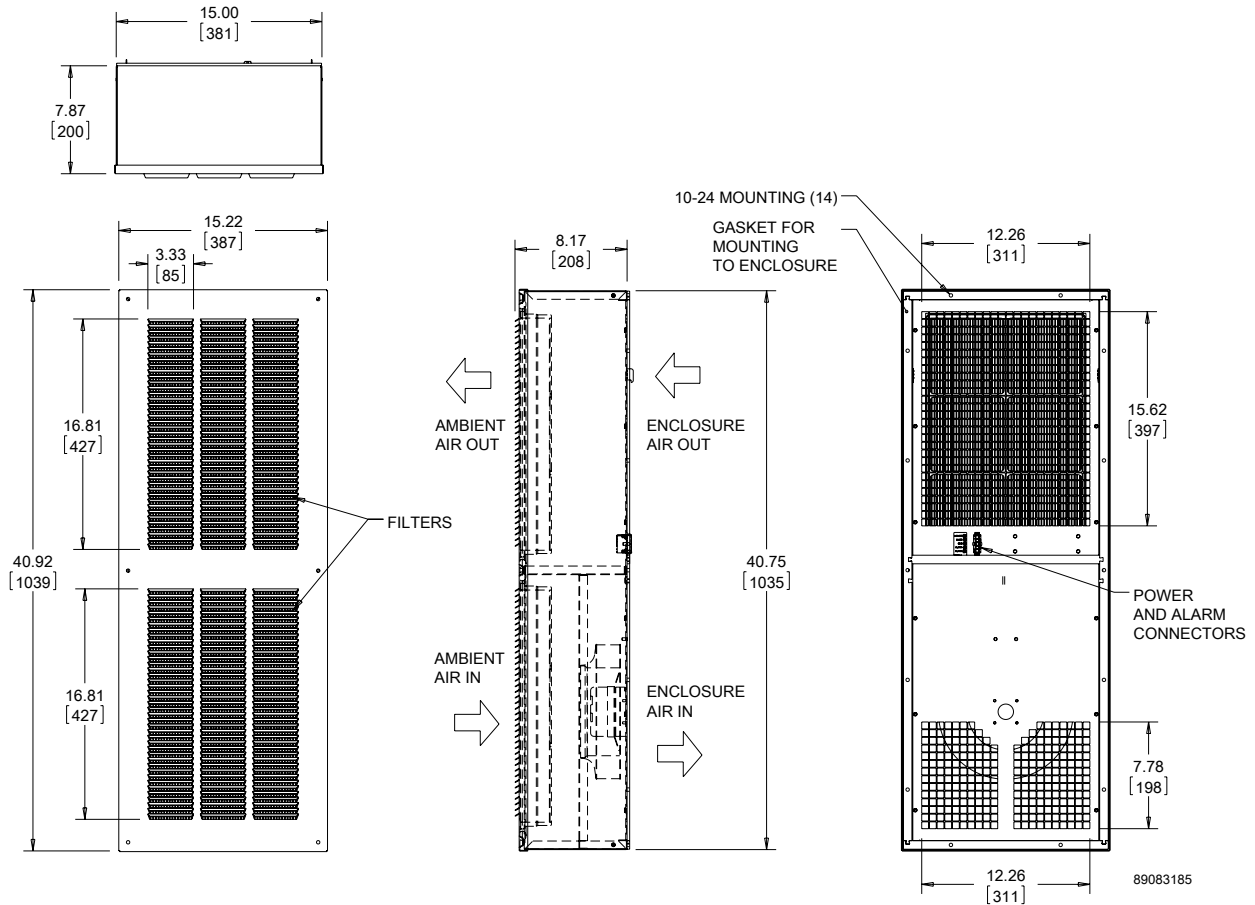 15.00
[381]
7.87
[200]
15.22
[387]
3.33
[85]
16.81
[427]
FILTERS
40.92
[1039]
16.81
[427]
8.17
[208]
AMBIENT
AIR OUT
ENCLOSURE
AIR OUT
40.75
[1035]
AMBIENT
AIR IN
ENCLOSURE
AIR IN
10-24 MOUNTING (14)
GASKET FOR
MOUNTING
TO ENCLOSURE
12.26
[311]
15.62
[397]
POWER
AND ALARM
CONNECTORS
7.78
[198]
12.26
[311]
89083185